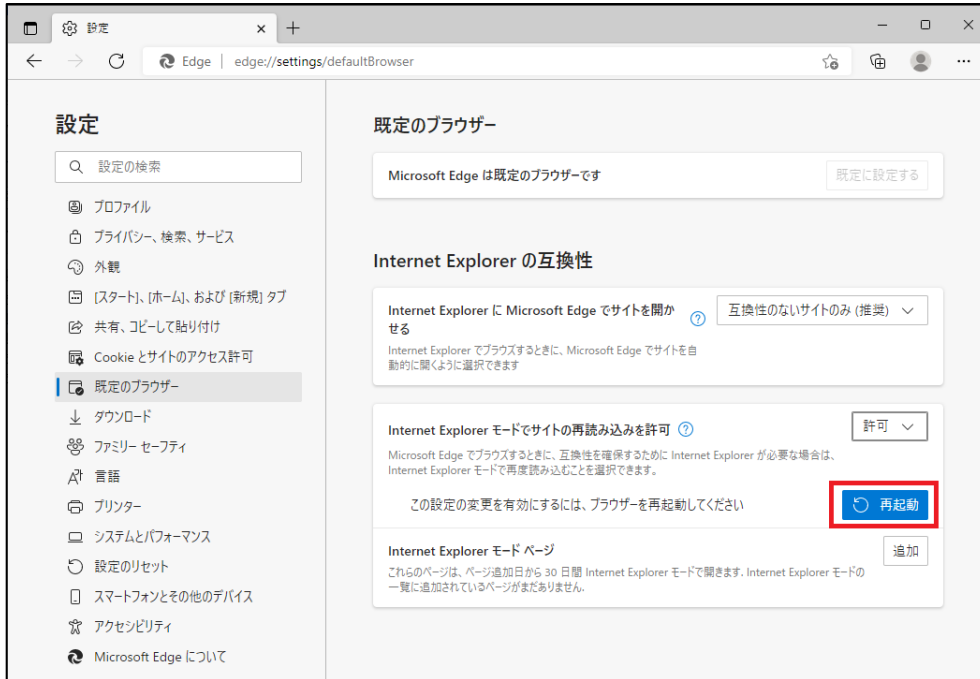 設定
Edge | edge://settings/defaultBrowser
設定
設定の検索
プロファイル
プライバシー、検索、サービス
外観
[スタート]、[ホーム]、および [新規] タブ
共有、コピーして貼り付け
Cookie とサイトのアクセス許可
既定のブラウザー
ダウンロード
ファミリー セーフティ
言語
プリンター
システムとパフォーマンス
設定のリセット
スマートフォンとその他のデバイス
アクセシビリティ
Microsoft Edge について
既定のブラウザー
Microsoft Edge は既定のブラウザーです
既定に設定する
Internet Explorer の互換性
Internet Explorer に Microsoft Edge でサイトを開か
せる
互換性のないサイトのみ (推奨)
Internet Explorer でブラウズするときに、Microsoft Edge でサイトを自
動的に開くように選択できます
Internet Explorer モードでサイトの再読み込みを許可
許可
Microsoft Edge でブラウズするときに、互換性を確保するために Internet Explorer が必要な場合は、
Internet Explorer モードで再度読み込むことを選択できます。
この設定の変更を有効にするには、ブラウザーを再起動してください
再起動
Internet Explorer モード ページ
追加
これらのページは、ページ追加日から 30 日間 Internet Explorer モードで開きます. Internet Explorer モードの
一覧に追加されているページがまだありません.